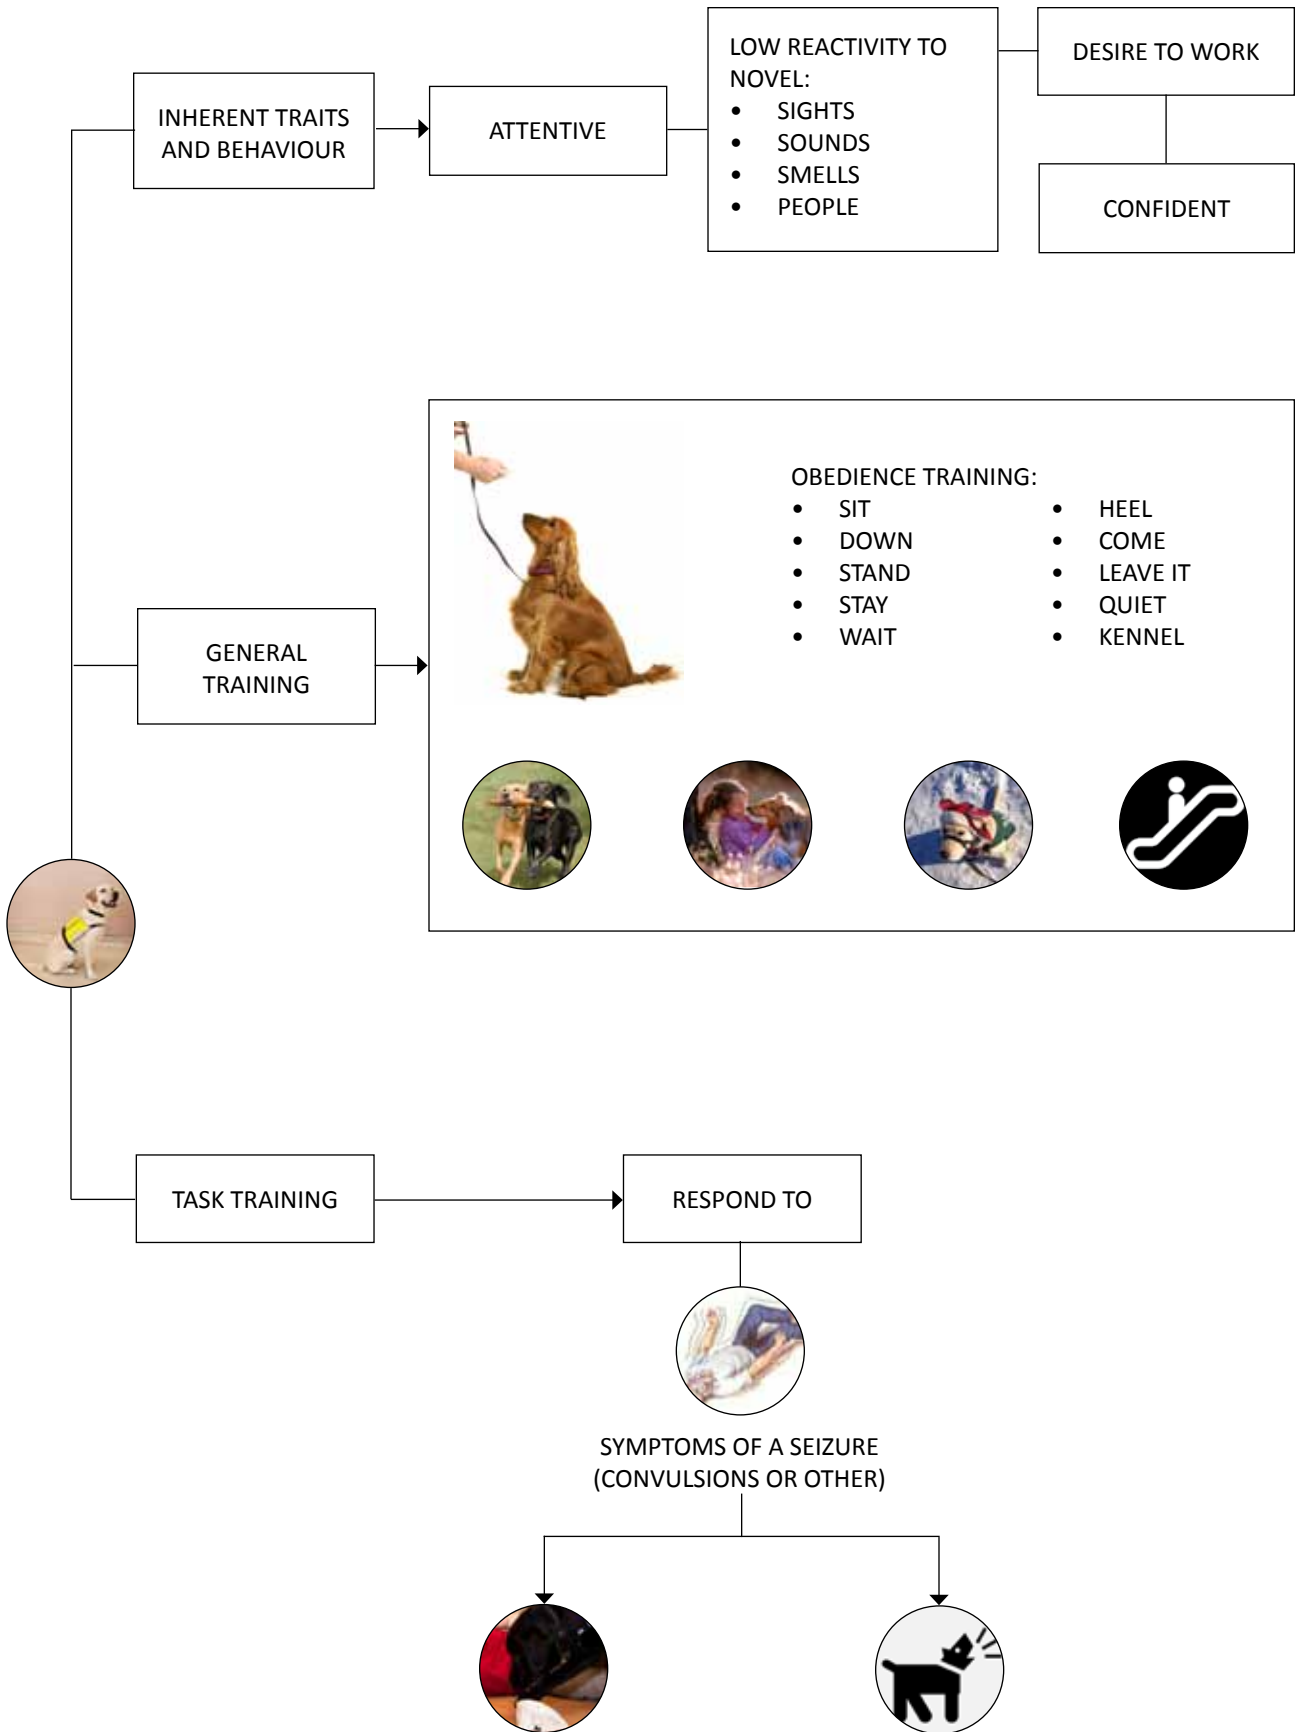 INHERENT TRAITS
AND BEHAVIOUR
ATTENTIVE
LOW REACTIVITY TO
NOVEL:
• SIGHTS
• SOUNDS
• SMELLS
• PEOPLE
DESIRE TO WORK
CONFIDENT
GENERAL
TRAINING
OBEDIENCE TRAINING:
• SIT
• DOWN
• STAND
• STAY
• WAIT
• HEEL
• COME
• LEAVE IT
• QUIET
• KENNEL
TASK TRAINING
RESPOND TO
SYMPTOMS OF A SEIZURE
(CONVULSIONS OR OTHER)